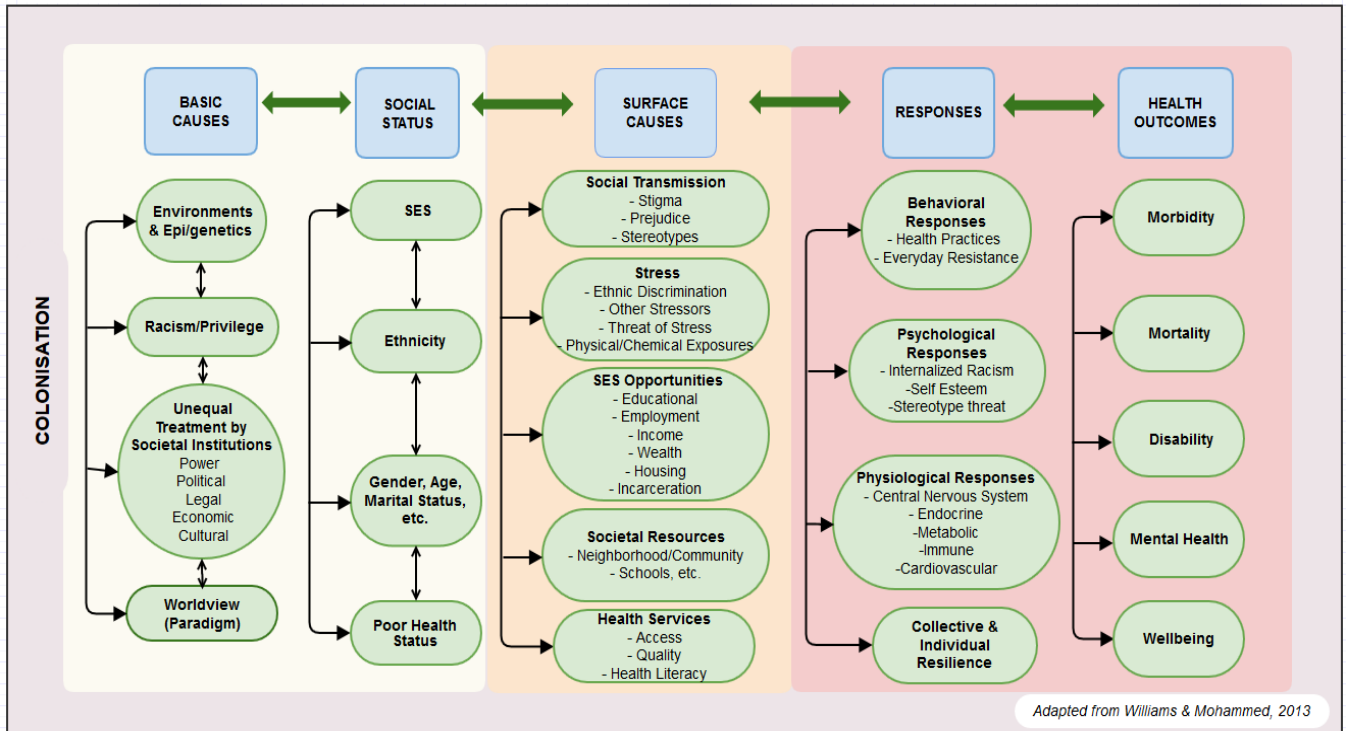 COLONISATION
BASIC
CAUSES
SOCIAL
STATUS
SURFACE
CAUSES
RESPONSES
HEALTH
OUTCOMES
Environments
& Epi/genetics
Racism/Privilege
Unequal
Treatment by
Societal Institutions
Power
Political
Legal
Economic
Cultural
Worldview
(Paradigm)
SES
Ethnicity
Gender, Age,
Marital Status,
etc.
Poor Health
Status
Social Transmission
- Stigma
- Prejudice
- Stereotypes
Stress
- Ethnic Discrimination
- Other Stressors
- Threat of Stress
- Physical/Chemical Exposures
SES Opportunities
- Educational
- Employment
- Income
- Wealth
- Housing
- Incarceration
Societal Resources
- Neighborhood/Community
- Schools, etc.
Health Services
- Access
- Quality
- Health Literacy
Behavioral
Responses
- Health Practices
- Everyday Resistance
Psychological
Responses
- Internalized Racism
-Self Esteem
-Stereotype threat
Physiological Responses
- Central Nervous System
- Endocrine
-Metabolic
- Immune
-Cardiovascular
Collective &
Individual
Resilience
Morbidity
Mortality
Disability
Mental Health
Wellbeing
Adapted from Williams & Mohammed, 2013